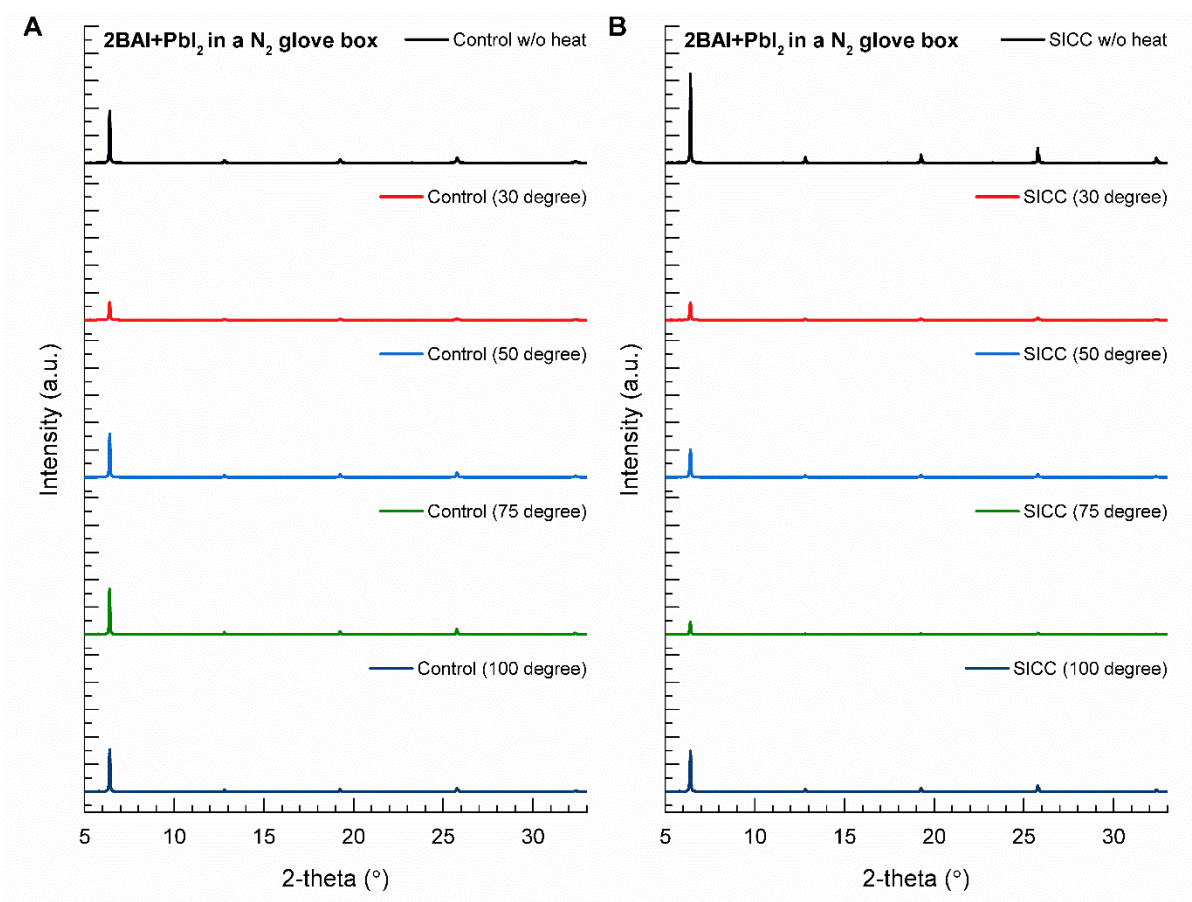 A
2BAI+PbI2 in a N2 glove box
Control w/o heat
Control (30 degree)
Control (50 degree)
Control (75 degree)
Control (100 degree)
Intensity (a.u.)
5 10 15 20 25 30
2-theta (°)
B
2BAI+PbI2 in a N2 glove box
SICC w/o heat
SICC (30 degree)
SICC (50 degree)
SICC (75 degree)
SICC (100 degree)
Intensity (a.u.)
5 10 15 20 25 30
2-theta (°)